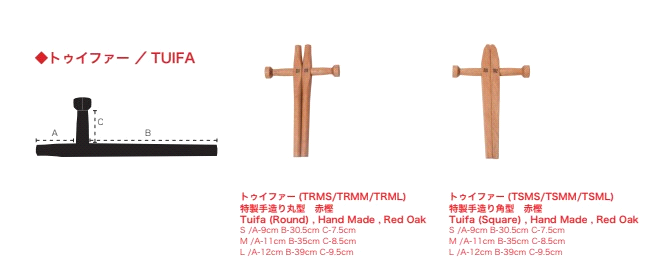 ◆トゥイファー ／ TUIFA
A
B
C
トゥイファー (TRMS/TRMM/TRML)
特製手造り丸型　赤樫
Tuifa (Round) , Hand Made , Red Oak
S /A-9cm B-30.5cm C-7.5cm
M /A-11cm B-35cm C-8.5cm
L /A-12cm B-39cm C-9.5cm
トゥイファー (TSMS/TSMM/TSML)
特製手造り角型　赤樫
Tuifa (Square) , Hand Made , Red Oak
S /A-9cm B-30.5cm C-7.5cm
M /A-11cm B-35cm C-8.5cm
L /A-12cm B-39cm C-9.5cm